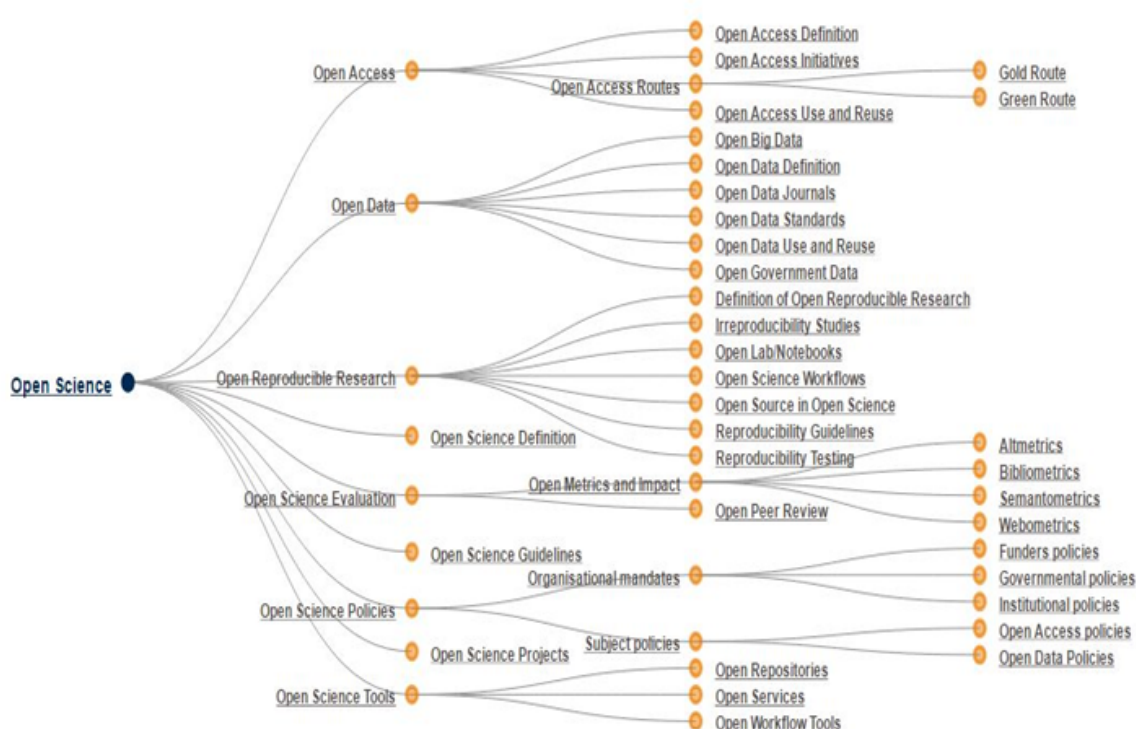 Open Science
Open Access
Open Access Definition
Open Access Initiatives
Open Access Routes
Gold Route
Green Route
Open Access Use and Reuse
Open Data
Open Big Data
Open Data Definition
Open Data Journals
Open Data Standards
Open Data Use and Reuse
Open Government Data
Open Reproducible Research
Definition of Open Reproducible Research
Irreproducibility Studies
Open Lab/Notebooks
Open Science Workflows
Open Source in Open Science
Reproducibility Guidelines
Reproducibility Testing
Open Science Definition
Open Science Evaluation
Open Metrics and Impact
Altmetrics
Bibliometrics
Semantometrics
Webometrics
Open Peer Review
Open Science Guidelines
Open Science Policies
Organisational mandates
Funders policies
Governmental policies
Institutional policies
Subject policies
Open Access policies
Open Data Policies
Open Science Projects
Open Science Tools
Open Repositories
Open Services
Open Workflow Tools